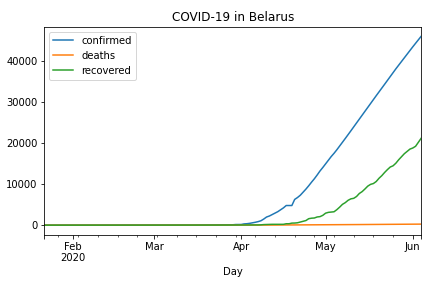 COVID-19 in Belarus
confirmed
deaths
recovered
40000
30000
20000
10000
0
Feb
2020
Mar
Apr
May
Jun
Day